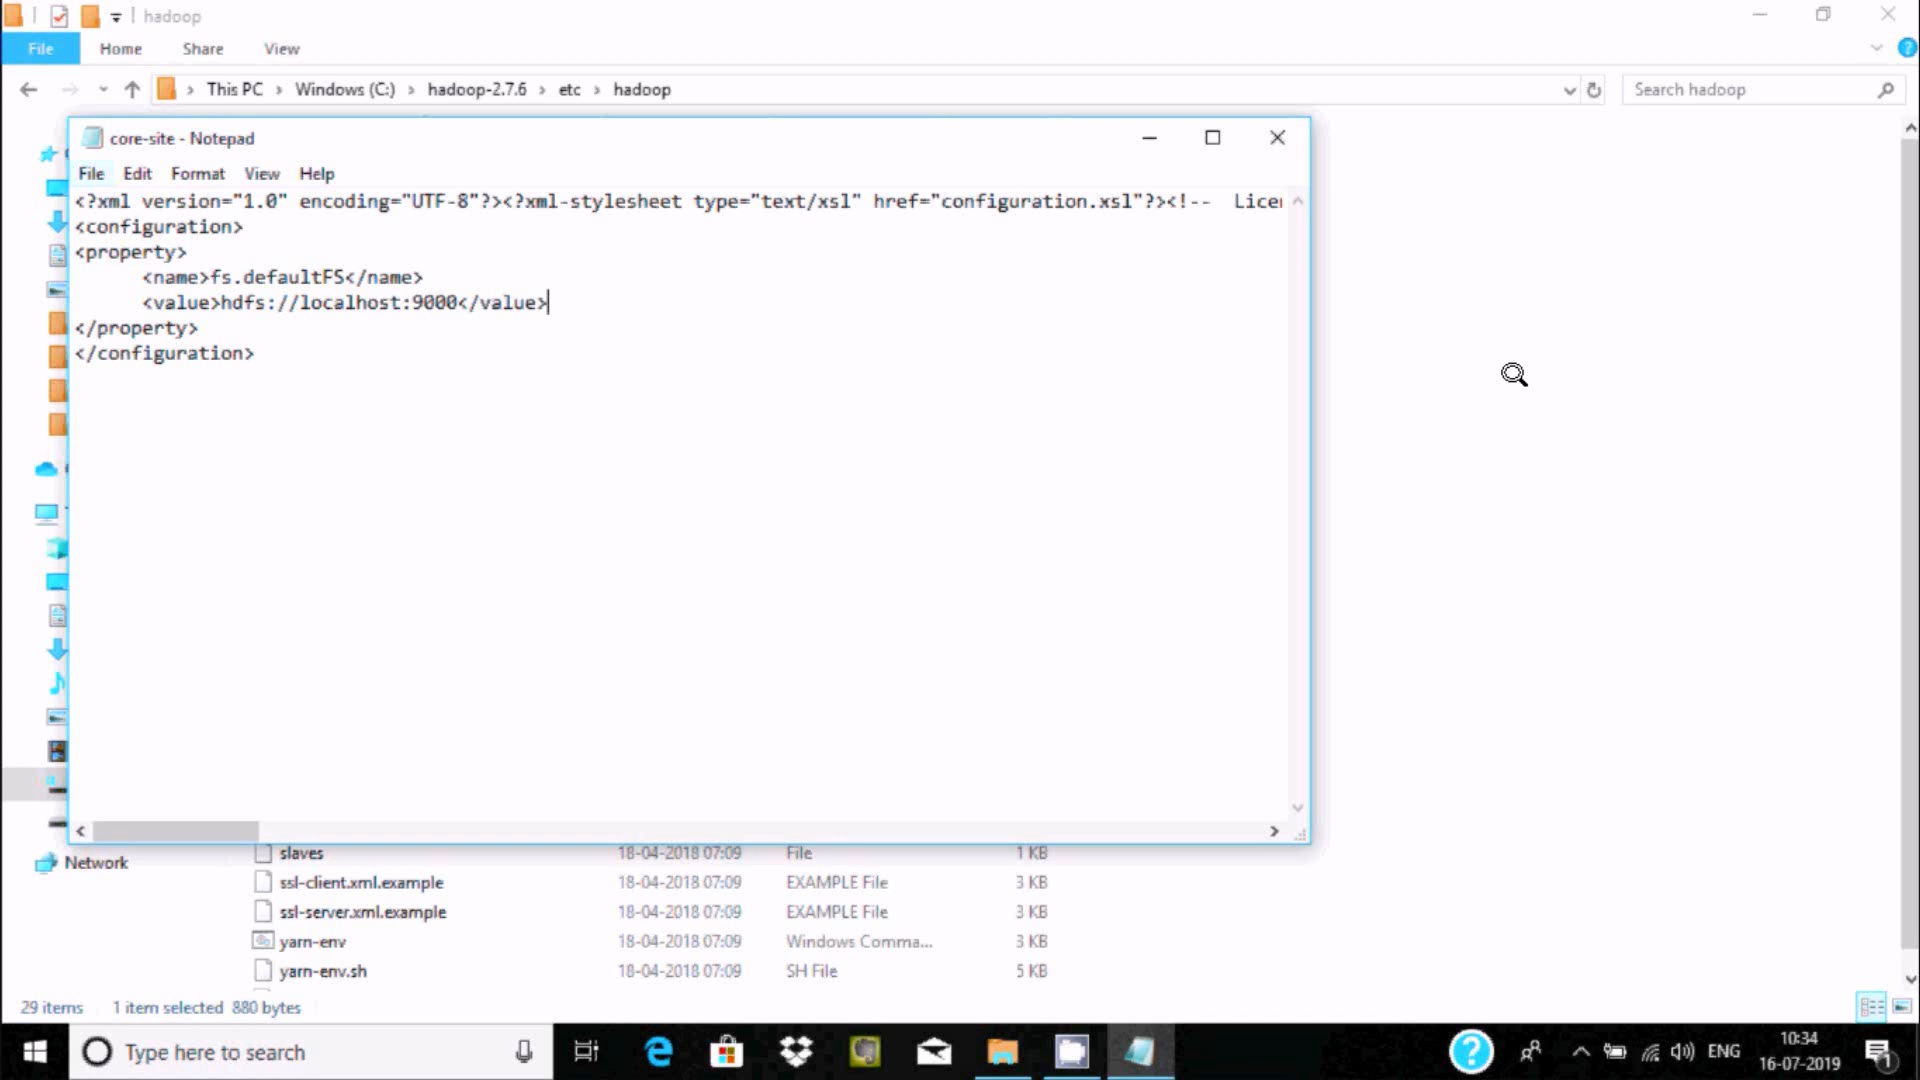 hadoop
File Home Share View
This PC > Windows (C:) > hadoop-2.7.6 > etc > hadoop
Search hadoop
core-site - Notepad
File Edit Format View Help
<?xml version="1.0" encoding="UTF-8"?><?xml-stylesheet type="text/xsl" href="configuration.xsl"?><!--  Licen
<configuration>
<property>
      <name>fs.defaultFS</name>
      <value>hdfs://localhost:9000</value>
</property>
</configuration>
slaves 18-04-2018 07:09 File 1 KB
Network
ssl-client.xml.example 18-04-2018 07:09 EXAMPLE File 3 KB
ssl-server.xml.example 18-04-2018 07:09 EXAMPLE File 3 KB
yarn-env 18-04-2018 07:09 Windows Comma... 3 KB
yarn-env.sh 18-04-2018 07:09 SH File 5 KB
29 items 1 item selected 880 bytes
Type here to search
ENG
10:34
16-07-2019
1